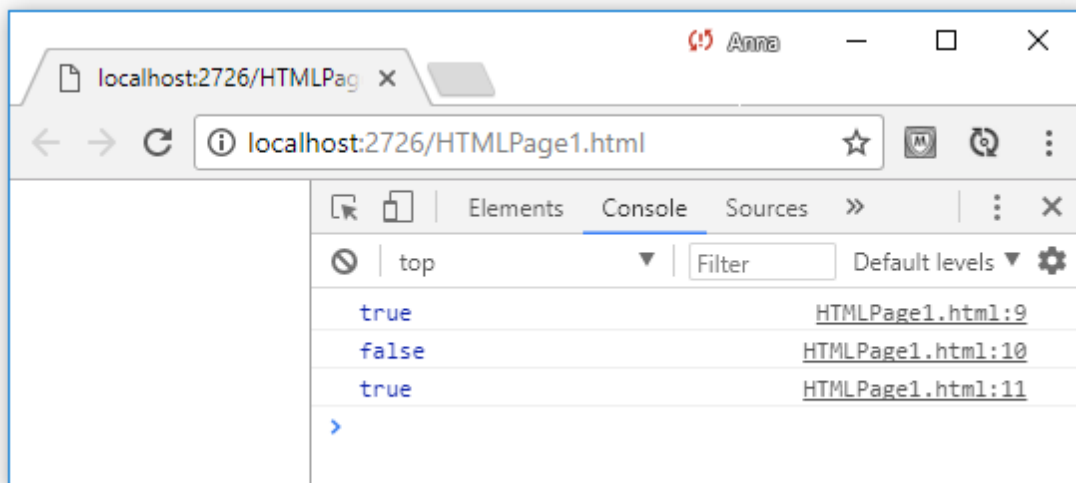 Anna
localhost:2726/HTMLPag
localhost:2726/HTMLPage1.html
Elements Console Sources »
top Filter Default levels
true HTMLPage1.html:9
false HTMLPage1.html:10
true HTMLPage1.html:11
>